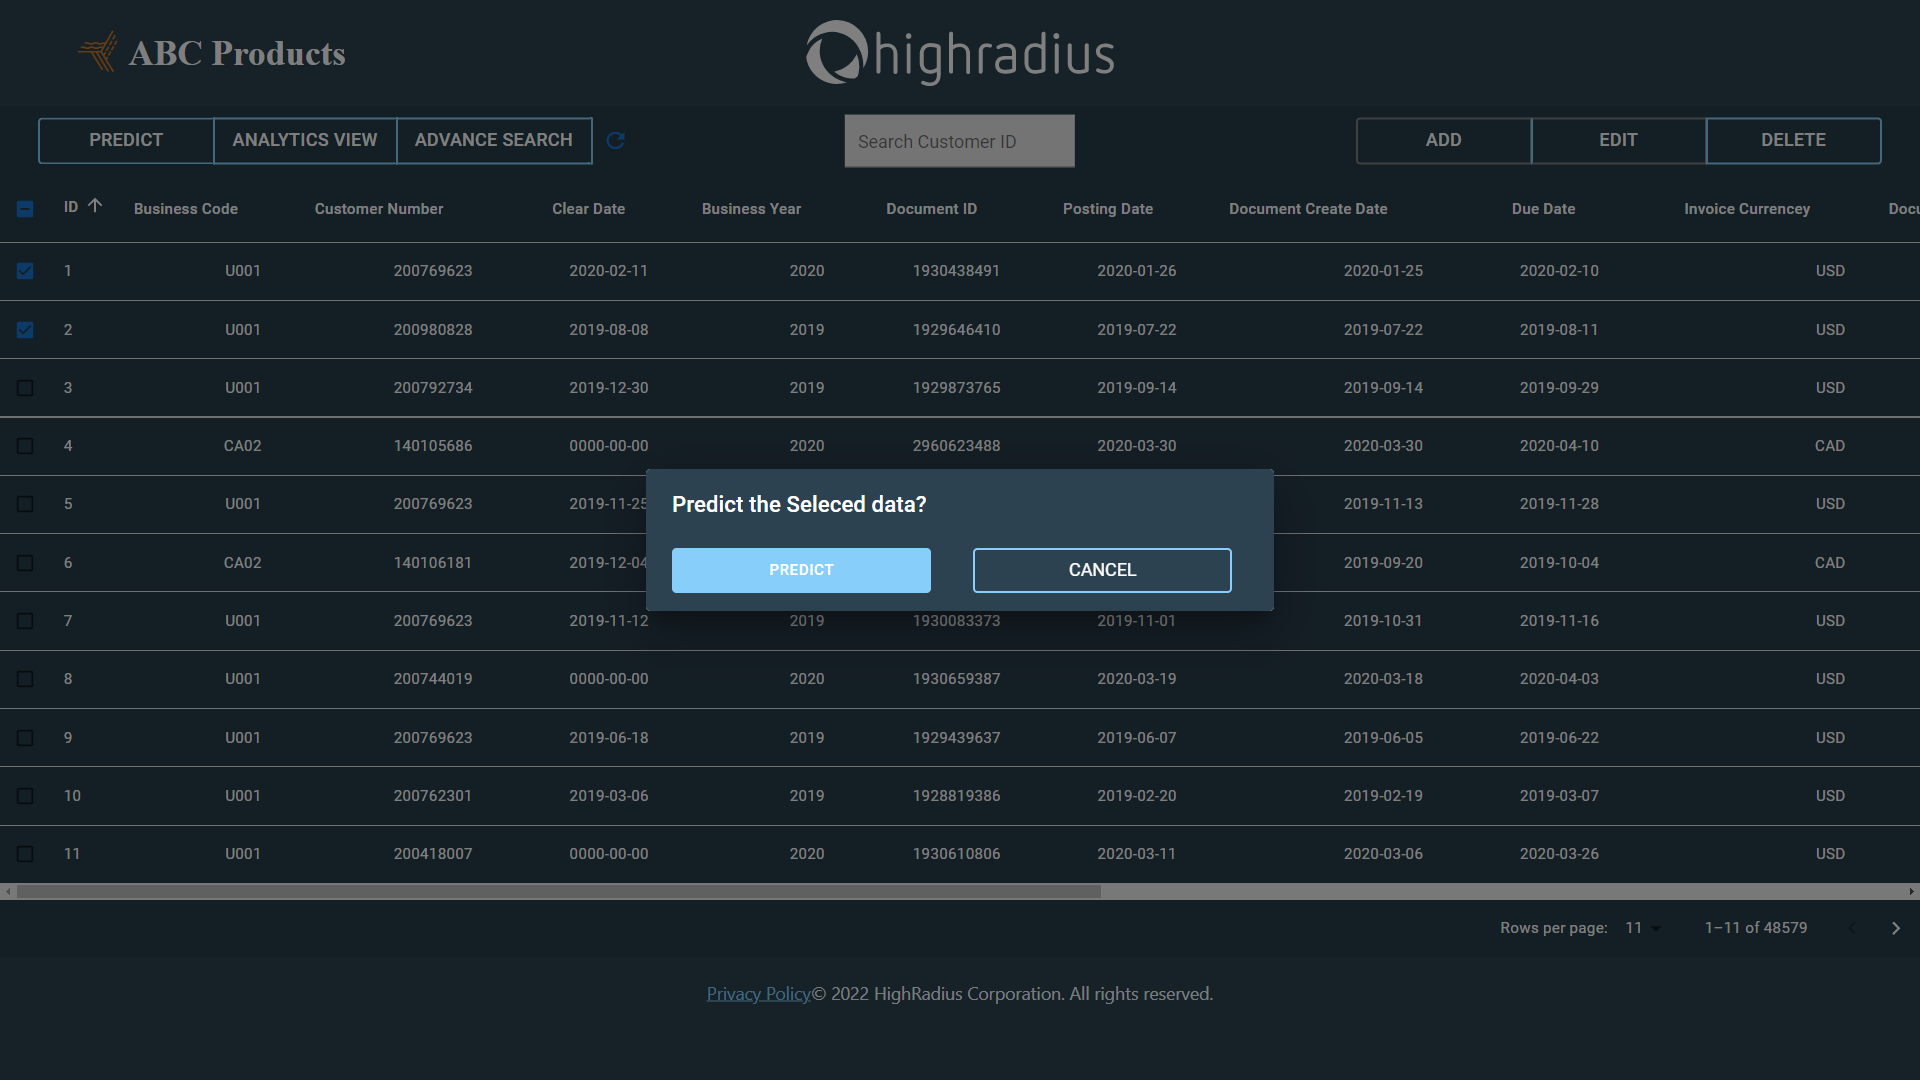 ABC Products
highradius
PREDICT ANALYTICS VIEW ADVANCE SEARCH Search Customer ID ADD EDIT DELETE
ID Business Code Customer Number Clear Date Business Year Document ID Posting Date Document Create Date Due Date Invoice Currencey Docu
1 U001 200769623 2020-02-11 2020 1930438491 2020-01-26 2020-01-25 2020-02-10 USD
2 U001 200980828 2019-08-08 2019 1929646410 2019-07-22 2019-07-22 2019-08-11 USD
3 U001 200792734 2019-12-30 2019 1929873765 2019-09-14 2019-09-14 2019-09-29 USD
4 CA02 140105686 0000-00-00 2020 2960623488 2020-03-30 2020-03-30 2020-04-10 CAD
5 U001 200769623 2019-11-25 2019-11-13 2019-11-28 USD
Predict the Seleced data?
6 CA02 140106181 2019-12-04 2019-09-20 2019-10-04 CAD
PREDICT CANCEL
7 U001 200769623 2019-11-12 2019 1930083373 2019-11-01 2019-10-31 2019-11-16 USD
8 U001 200744019 0000-00-00 2020 1930659387 2020-03-19 2020-03-18 2020-04-03 USD
9 U001 200769623 2019-06-18 2019 1929439637 2019-06-07 2019-06-05 2019-06-22 USD
10 U001 200762301 2019-03-06 2019 1928819386 2019-02-20 2019-02-19 2019-03-07 USD
11 U001 200418007 0000-00-00 2020 1930610806 2020-03-11 2020-03-06 2020-03-26 USD
Rows per page: 11 1–11 of 48579
Privacy Policy© 2022 HighRadius Corporation. All rights reserved.